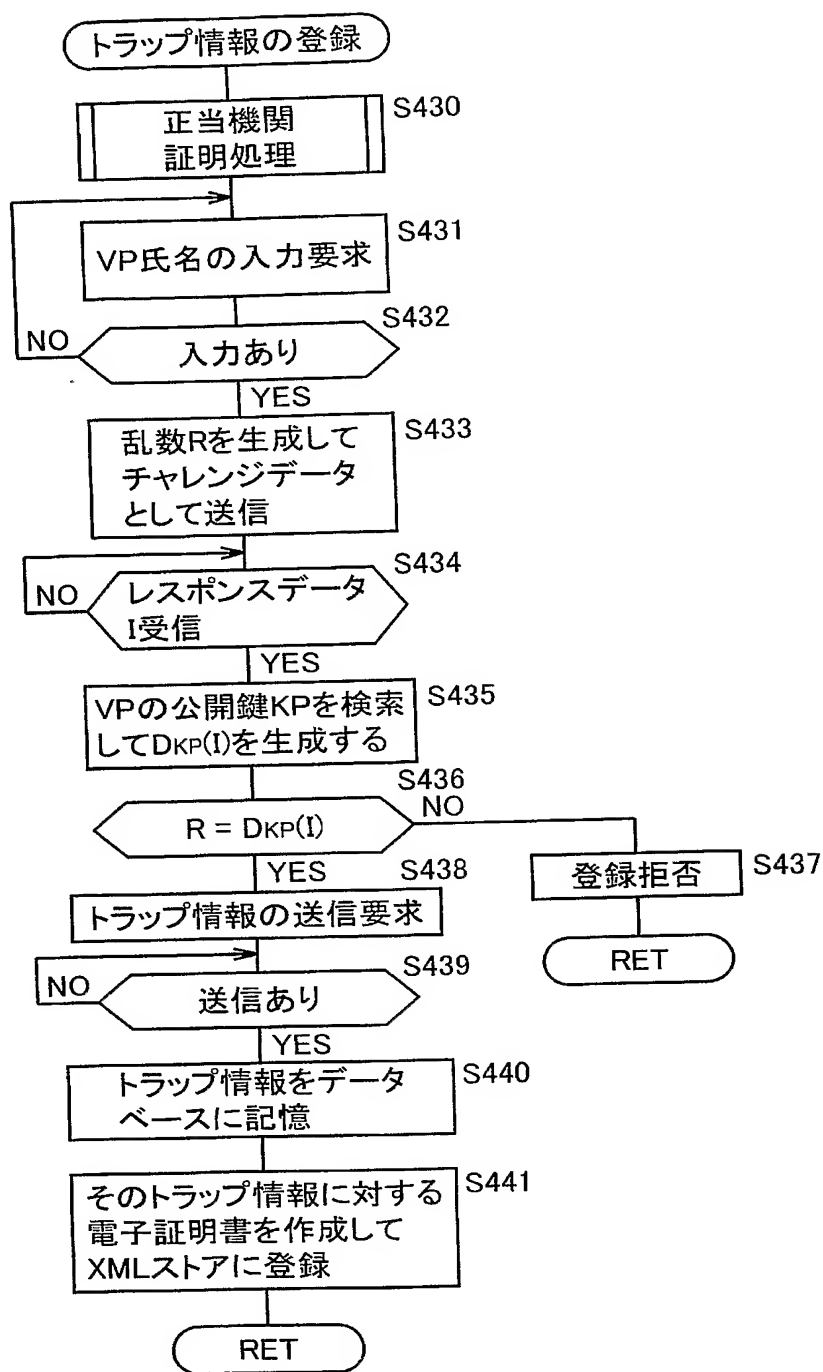 トラップ情報の登録
正当機関
証明処理
S430
VP氏名の入力要求
S431
入力あり
S432
NO
YES
乱数Rを生成して
チャレンジデータ
として送信
S433
レスポンスデータ
I受信
S434
NO
YES
VPの公開鍵KPを検索
してDKP(I)を生成する
S435
R = DKP(I)
S436
NO
YES
登録拒否
S437
RET
トラップ情報の送信要求
S438
送信あり
S439
NO
YES
トラップ情報をデータ
ベースに記憶
S440
そのトラップ情報に対する
電子証明書を作成して
XMLストアに登録
S441
RET